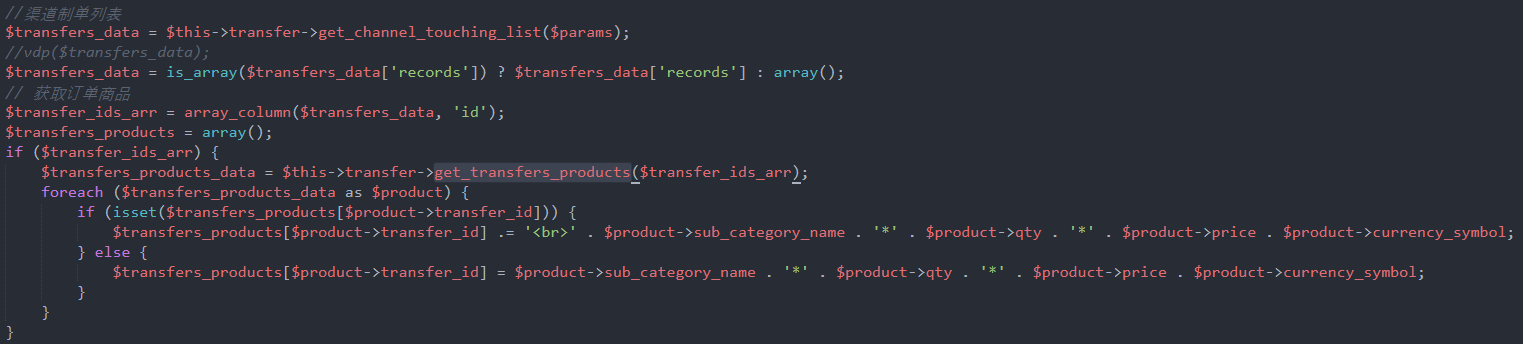 //渠道制单列表
$transfers_data = $this->transfer->get_channel_touching_list($params);
//vdp($transfers_data);
$transfers_data = is_array($transfers_data['records']) ? $transfers_data['records'] : array();
// 获取订单商品
$transfer_ids_arr = array_column($transfers_data, 'id');
$transfers_products = array();
if ($transfer_ids_arr) {
    $transfers_products_data = $this->transfer->get_transfers_products($transfer_ids_arr);
    foreach ($transfers_products_data as $product) {
        if (isset($transfers_products[$product->transfer_id])) {
            $transfers_products[$product->transfer_id] .= '<br>' . $product->sub_category_name . '*' . $product->qty . '*' . $product->price . $product->currency_symbol;
        } else {
            $transfers_products[$product->transfer_id] = $product->sub_category_name . '*' . $product->qty . '*' . $product->price . $product->currency_symbol;
        }
    }
}